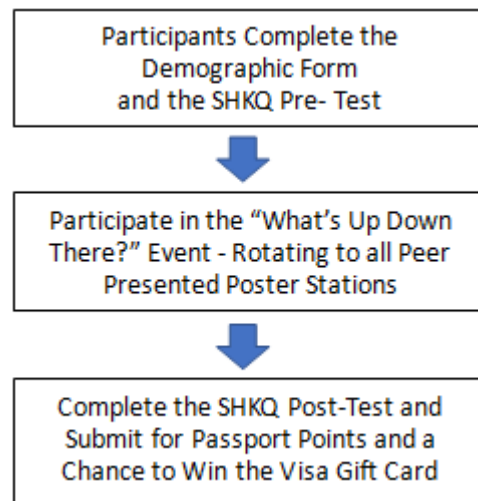 Participants Complete the
Demographic Form
and the SHKQ Pre- Test
Participate in the “What’s Up Down
There?” Event - Rotating to all Peer
Presented Poster Stations
Complete the SHKQ Post-Test and
Submit for Passport Points and a
Chance to Win the Visa Gift Card